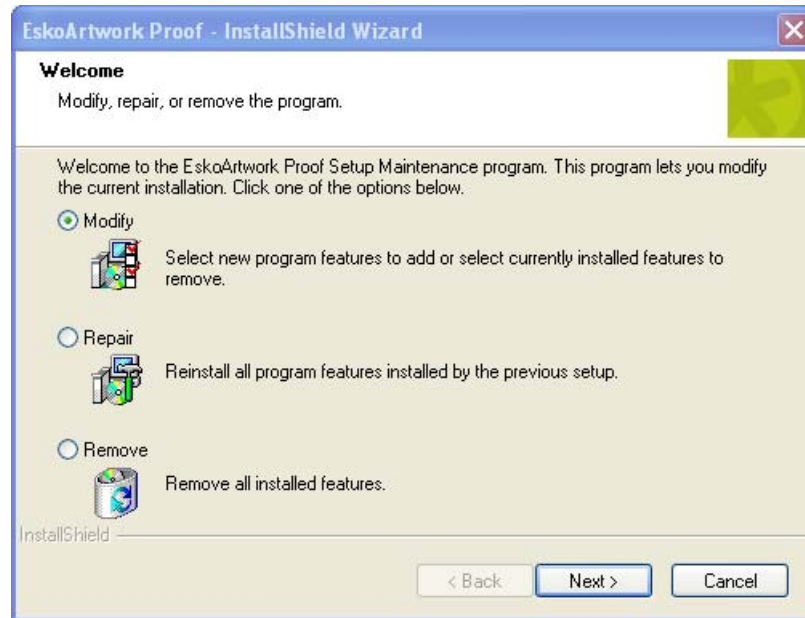 EskoArtwork Proof - InstallShield Wizard
Welcome
Modify, repair, or remove the program.
Welcome to the EskoArtwork Proof Setup Maintenance program. This program lets you modify
the current installation. Click one of the options below.
Modify
Select new program features to add or select currently installed features to
remove.
Repair
Reinstall all program features installed by the previous setup.
Remove
Remove all installed features.
InstallShield
< Back Next > Cancel